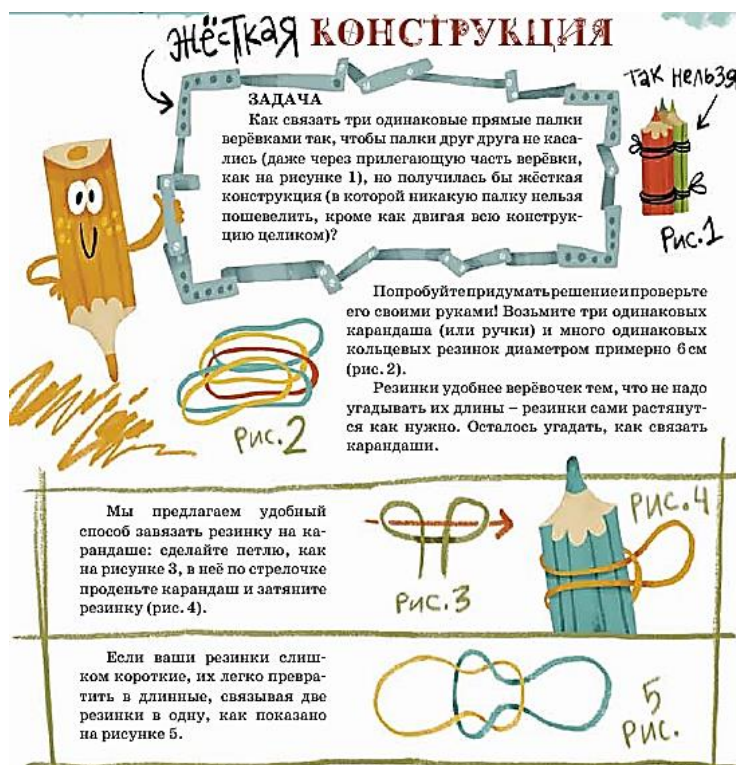 ЖЁСТКАЯ КОНСТРУКЦИЯ
так нельзя
ЗАДАЧА
Как связать три одинаковые прямые палки
верёвками так, чтобы палки друг друга не каса-
лись (даже через прилегающую часть верёвки,
как на рисунке 1), но получилась бы жёсткая
конструкция (в которой никакую палку нельзя
пошевелить, кроме как двигая всю конструк-
цию целиком)?
Рис.1
Попробуйте придумать решение и проверьте
его своими руками! Возьмите три одинаковых
карандаша (или ручки) и много одинаковых
кольцевых резинок диаметром примерно 6 см
(рис. 2).
Резинки удобнее верёвочек тем, что не надо
угадывать их длины – резинки сами растянут-
ся как нужно. Осталось угадать, как связать
карандаши.
Рис.2
Мы предлагаем удобный
способ завязать резинку на ка-
рандаше: сделайте петлю, как
на рисунке 3, в неё по стрелочке
проденьте карандаш и затяните
резинку (рис. 4).
Рис.3
Рис.4
Если ваши резинки слиш-
ком короткие, их легко превра-
тить в длинные, связывая две
резинки в одну, как показано
на рисунке 5.
5
Рис.